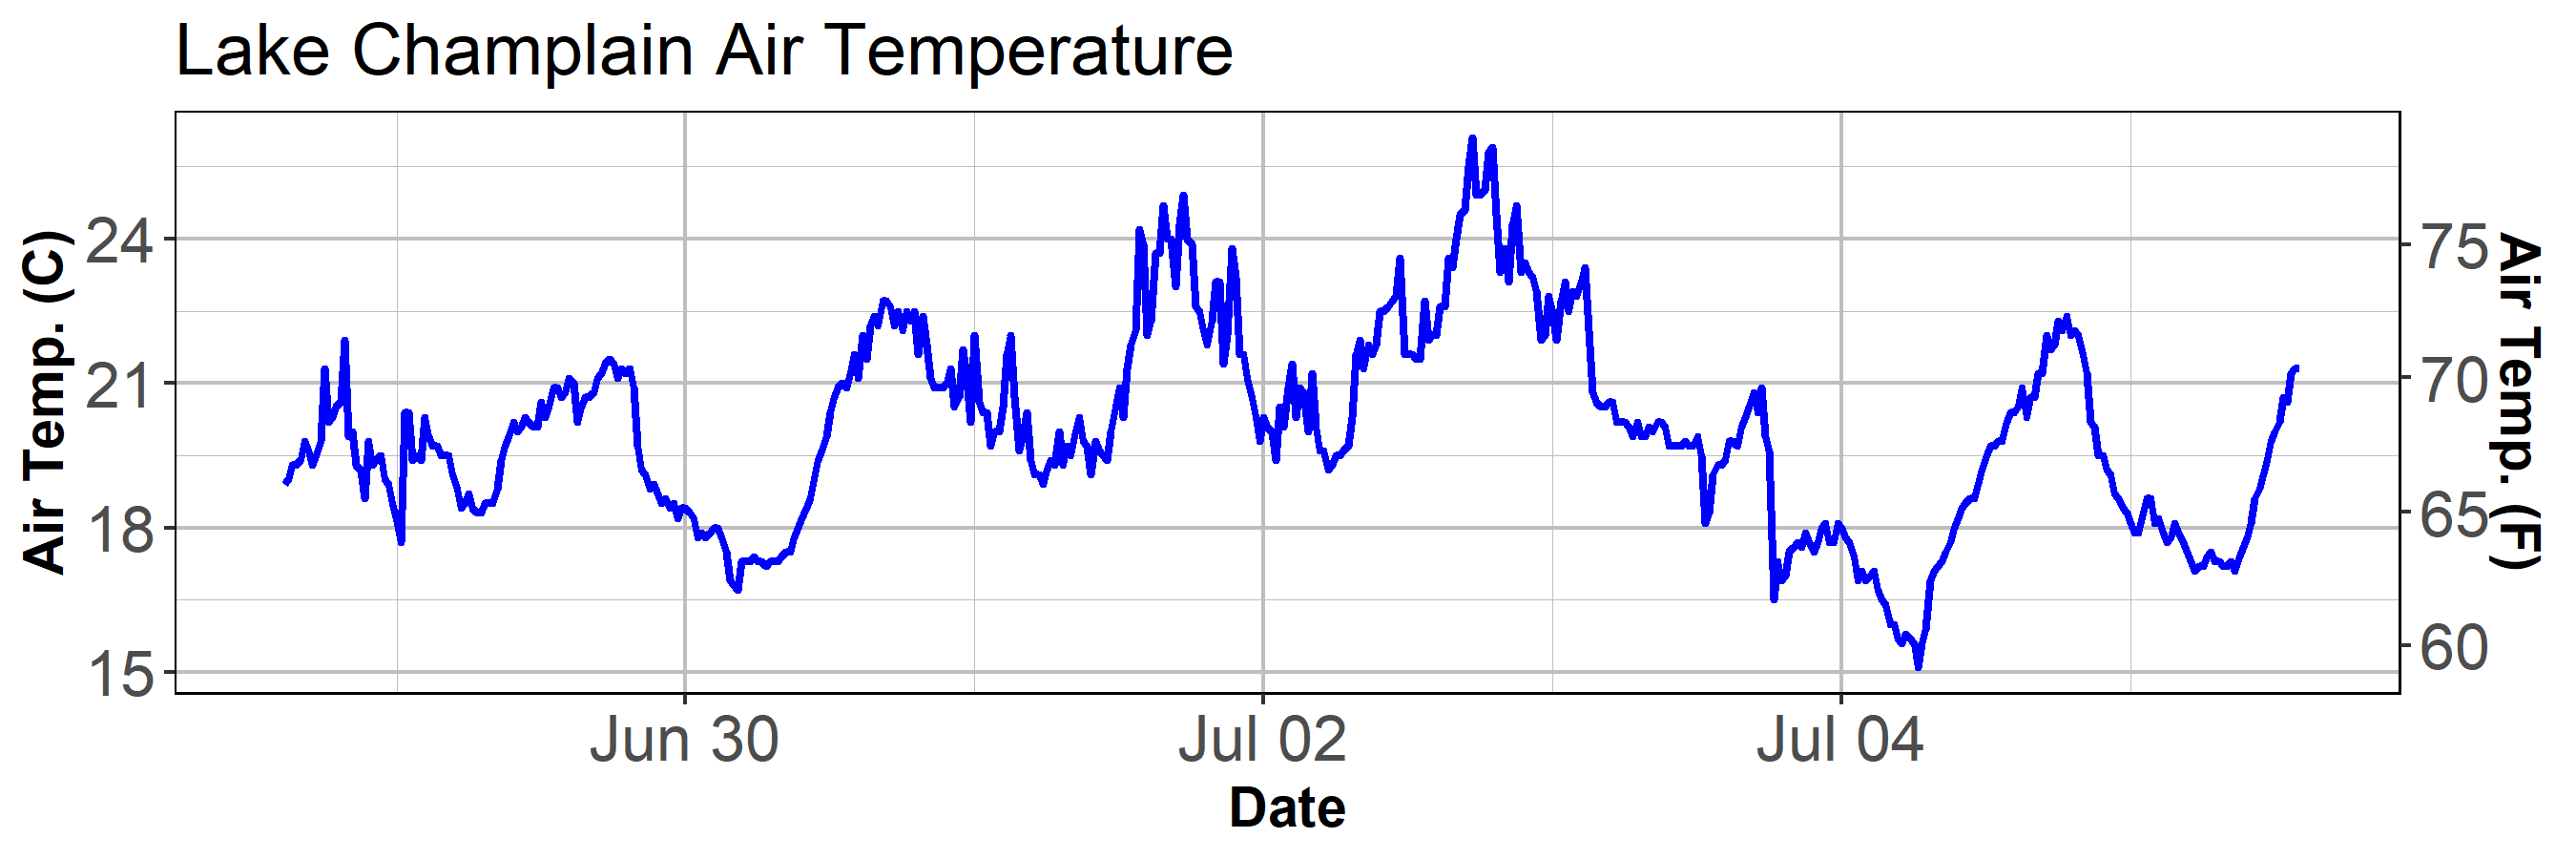 Lake Champlain Air Temperature
Air Temp. (C)
24
21
18
15
75
70
65
60
Air Temp. (F)
Jun 30
Jul 02
Jul 04
Date